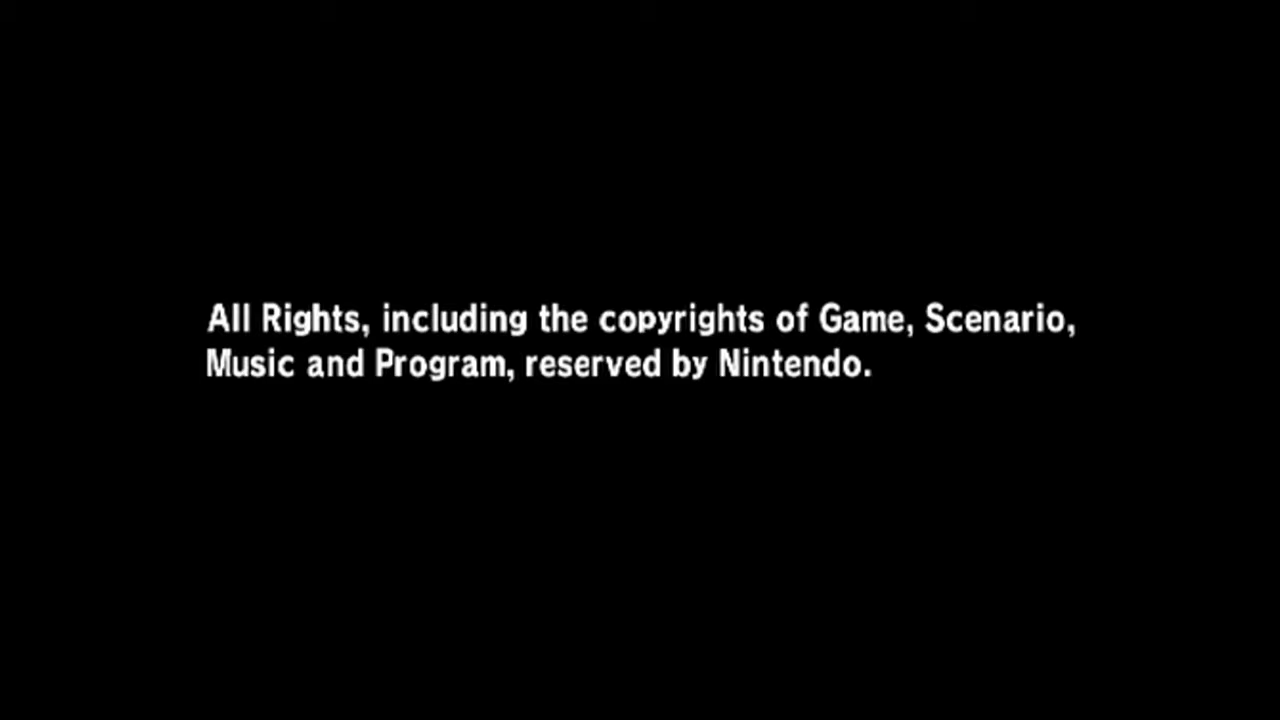 All Rights, including the copyrights of Game, Scenario,
Music and Program, reserved by Nintendo.